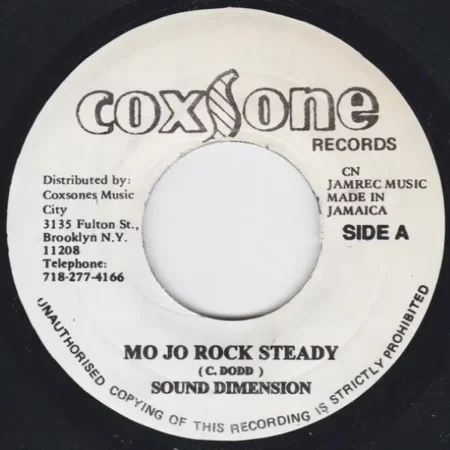 coxsone
RECORDS
Distributed by:
Coxsones Music
City
3135 Fulton St.,
Brooklyn N.Y.
11208
Telephone:
718-277-4166
CN
JAMREC MUSIC
MADE IN
JAMAICA
SIDE A
MO JO ROCK STEADY
( C. DODD )
SOUND DIMENSION
UNAUTHORISED COPYING OF THIS RECORDING IS STRICTLY PROHIBITED